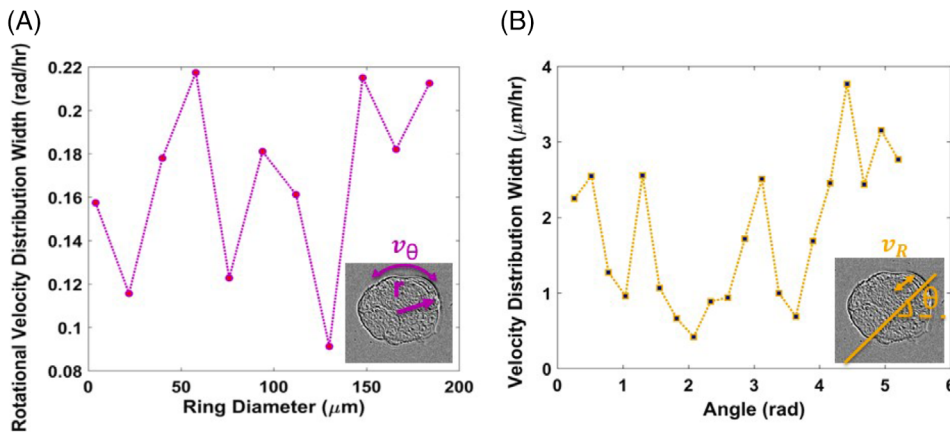 (A)
Rotational Velocity Distribution Width (rad/hr)
0.22
0.2
0.18
0.16
0.14
0.12
0.1
0.08
0
50
100
150
200
Ring Diameter (μm)
vθ
r
(B)
Velocity Distribution Width (μm/hr)
4
3
2
1
0
0
1
2
3
4
5
6
Angle (rad)
vR
θ